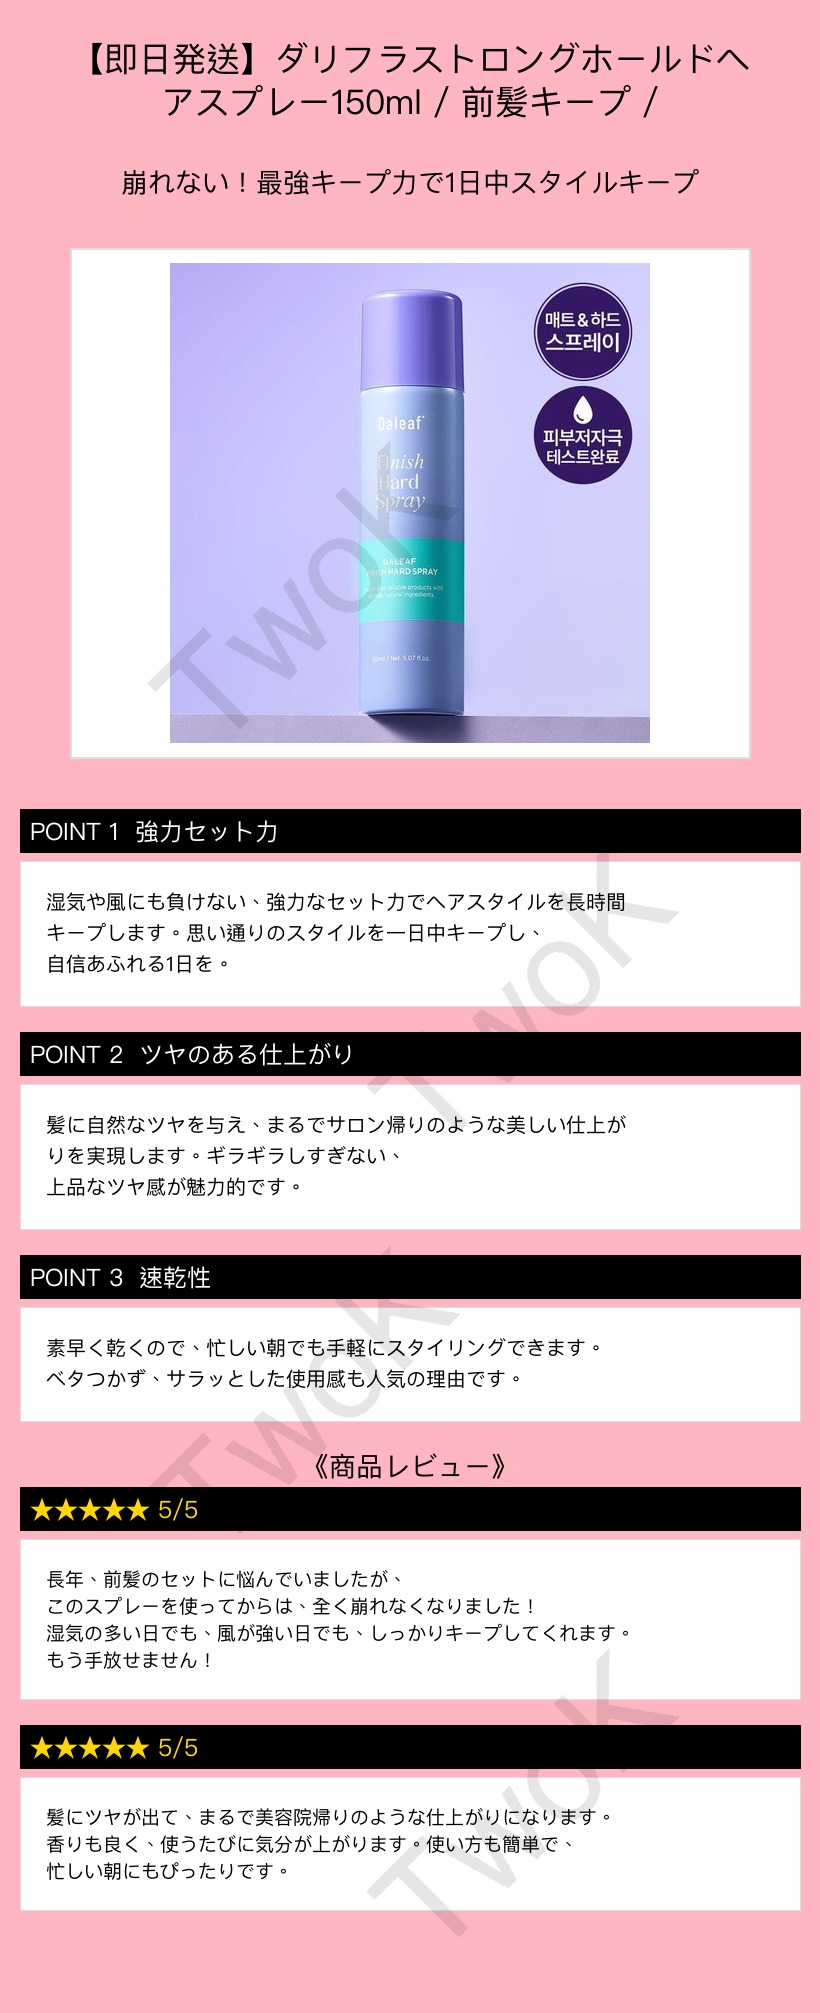 【即日発送】ダリフラストロングホールドヘ
アスプレー150ml / 前髪キープ /
崩れない！最強キープ力で1日中スタイルキープ
매트&하드
스프레이
피부저자극
테스트완료
Daleaf
Finish
Hard
Spray
DALEAF
FINISH HARD SPRAY
reliable products with
natural ingredients.
150ml / Net. 5.07 fl.oz.
TwoK
POINT 1 強力セット力
湿気や風にも負けない、強力なセット力でヘアスタイルを長時間
キープします。思い通りのスタイルを一日中キープし、
自信あふれる1日を。
TwoK
POINT 2 ツヤのある仕上がり
髪に自然なツヤを与え、まるでサロン帰りのような美しい仕上が
りを実現します。ギラギラしすぎない、
上品なツヤ感が魅力的です。
POINT 3 速乾性
素早く乾くので、忙しい朝でも手軽にスタイリングできます。
ベタつかず、サラッとした使用感も人気の理由です。
TwoK
《商品レビュー》
★★★★★ 5/5
長年、前髪のセットに悩んでいましたが、
このスプレーを使ってからは、全く崩れなくなりました！
湿気の多い日でも、風が強い日でも、しっかりキープしてくれます。
もう手放せません！
★★★★★ 5/5
髪にツヤが出て、まるで美容院帰りのような仕上がりになります。
香りも良く、使うたびに気分が上がります。使い方も簡単で、
忙しい朝にもぴったりです。
TwoK